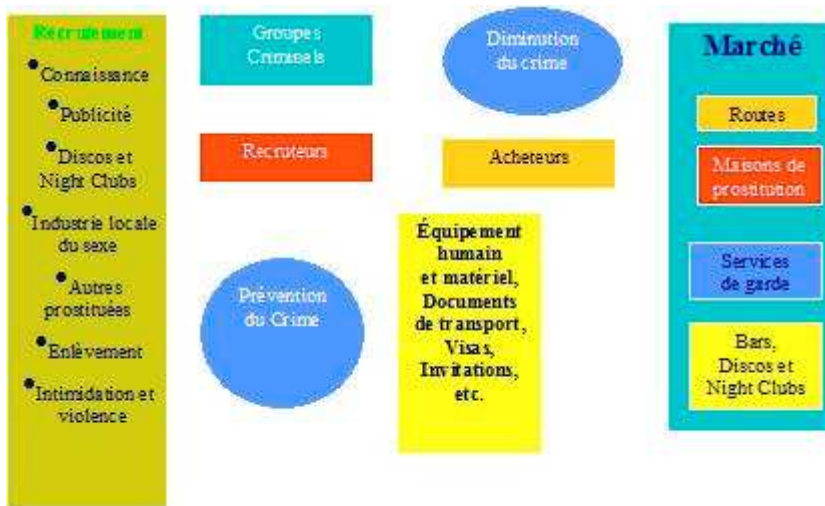 Recrutement
•Connaissance
•Publicité
•Discos et
Night Clubs
•Industrie locale
du sexe
•Autres
prostituées
•Enlèvement
•Intimidation et
violence
Groupes
Criminels
Recruteurs
Prévention
du Crime
Diminution
du crime
Acheteurs
Équipement
humain
et matériel,
Documents
de transport,
Visas,
Invitations,
etc.
Marché
Routes
Maisons de
prostitution
Services
de garde
Bars,
Discos et
Night Clubs